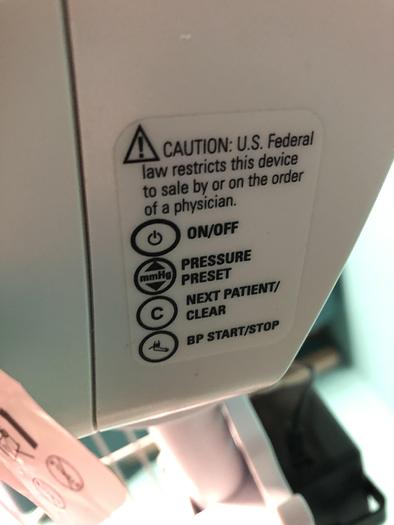 CAUTION: U.S. Federal
law restricts this device
to sale by or on the order
of a physician.
ON/OFF
mmHg
PRESSURE
PRESET
C
NEXT PATIENT/
CLEAR
BP START/STOP